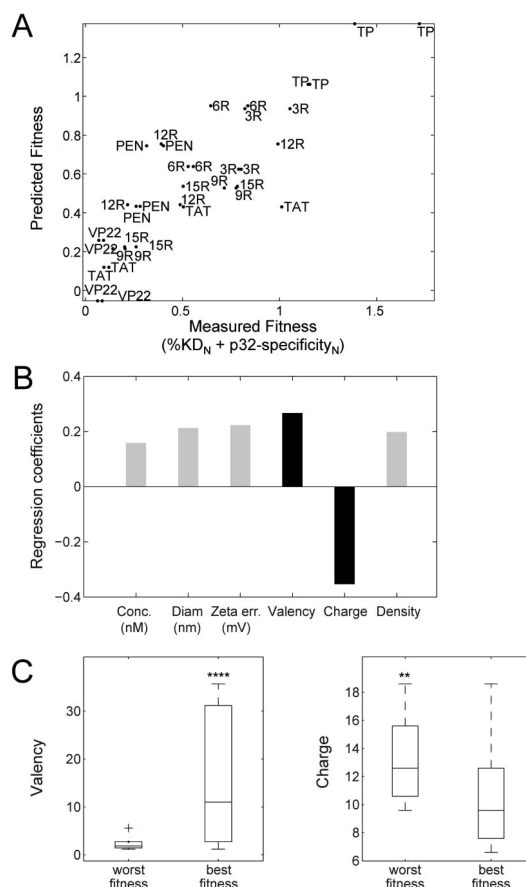 A
Predicted Fitness
1.2
1
0.8
0.6
0.4
0.2
0
TP TP
TP TP
6R 6R
3R 3R
12R
PEN PEN 12R
6R 6R 3R 3R
15R 9R 15R
9R
12R PEN 12R TAT TAT
PEN
VP22 15R
VP22 9R 9R 15R
TAT TAT
VP22 VP22
0 0.5 1 1.5
Measured Fitness
(%KD_N + p32-specificity_N)
B
Regression coefficients
0.4
0.2
0
−0.2
−0.4
Conc. Diam Zeta err. Valency Charge Density
(nM) (nm) (mV)
C
Valency
30
20
10
0
****
+
worst best
fitness fitness
Charge
18
16
14
12
10
8
6
**
worst best
fitness fitness